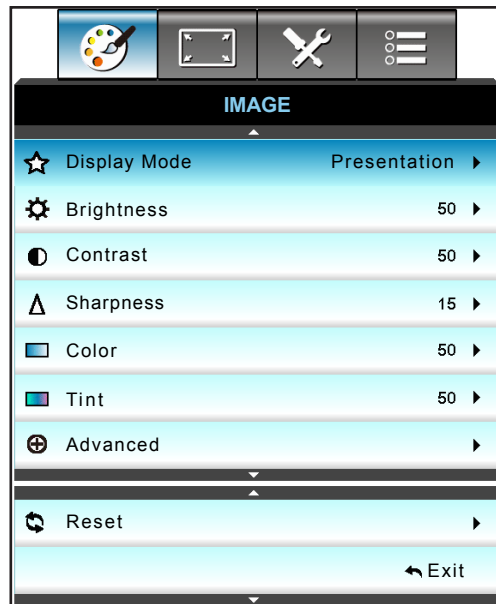 IMAGE
Display Mode Presentation
Brightness 50
Contrast 50
Sharpness 15
Color 50
Tint 50
Advanced
Reset
Exit